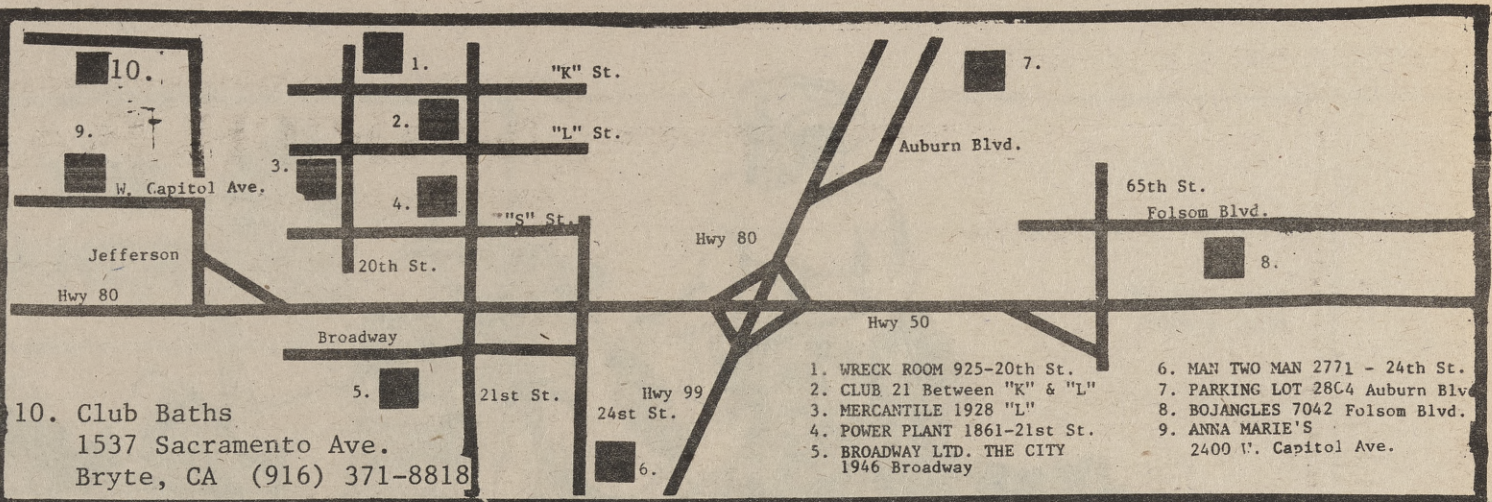 10.
1.
"K" St.
7.
2.
9.
"L" St.
Auburn Blvd.
3.
W. Capitol Ave.
65th St.
4.
"S" St.
Folsom Blvd.
Hwy 80
Jefferson
20th St.
8.
Hwy 80
Hwy 50
Broadway
5.
21st St.
Hwy 99
24st St.
6.
1. WRECK ROOM 925-20th St.
2. CLUB 21 Between "K" & "L"
3. MERCANTILE 1928 "L"
4. POWER PLANT 1861-21st St.
5. BROADWAY LTD. THE CITY
1946 Broadway
6. MAN TWO MAN 2771 - 24th St.
7. PARKING LOT 28C4 Auburn Blv
8. BOJANGLES 7042 Folsom Blvd.
9. ANNA MARIE'S
2400 W. Capitol Ave.
10. Club Baths
1537 Sacramento Ave.
Bryte, CA (916) 371-8818